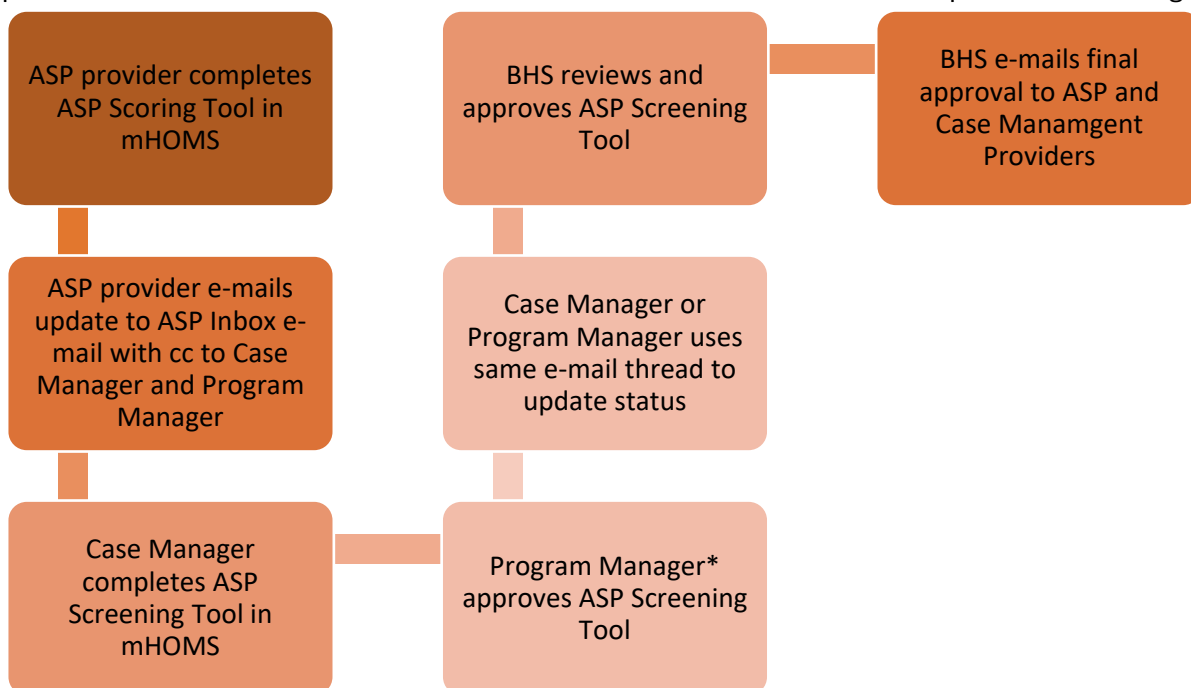 ASP provider completes
ASP Scoring Tool in
mHOMS
ASP provider e-mails
update to ASP Inbox e-
mail with cc to Case
Manager and Program
Manager
Case Manager
completes ASP
Screening Tool in
mHOMS
Program Manager*
approves ASP Screening
Tool
Case Manager or
Program Manager uses
same e-mail thread to
update status
BHS reviews and
approves ASP Screening
Tool
BHS e-mails final
approval to ASP and
Case Manamgent
Providers